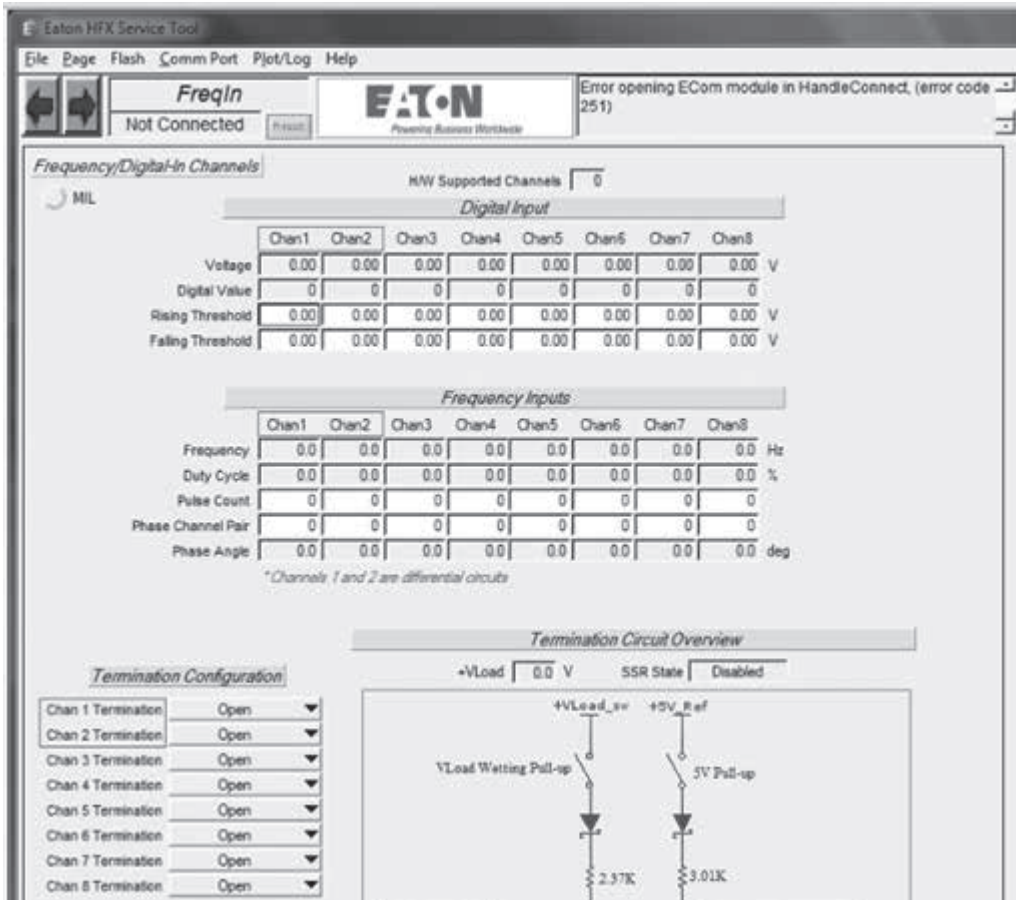 Eaton HFX Service Tool
File Page Flash Comm Port Plot/Log Help
FreqIn
Not Connected
EATON
Powering Business Worldwide
Error opening ECom module in HandleConnect, (error code 251)
Frequency/Digital-In Channels
MIL
H/W Supported Channels 0
Digital Input
Chan1 Chan2 Chan3 Chan4 Chan5 Chan6 Chan7 Chan8
Voltage 0.00 0.00 0.00 0.00 0.00 0.00 0.00 0.00 V
Digital Value 0 0 0 0 0 0 0 0
Rising Threshold 0.00 0.00 0.00 0.00 0.00 0.00 0.00 0.00 V
Falling Threshold 0.00 0.00 0.00 0.00 0.00 0.00 0.00 0.00 V
Frequency Inputs
Chan1 Chan2 Chan3 Chan4 Chan5 Chan6 Chan7 Chan8
Frequency 0.0 0.0 0.0 0.0 0.0 0.0 0.0 0.0 Hz
Duty Cycle 0.0 0.0 0.0 0.0 0.0 0.0 0.0 0.0 %
Pulse Count 0 0 0 0 0 0 0 0
Phase Channel Pair 0 0 0 0 0 0 0 0
Phase Angle 0.0 0.0 0.0 0.0 0.0 0.0 0.0 0.0 deg
*Channels 1 and 2 are differential circuits
Termination Configuration
Chan 1 Termination Open
Chan 2 Termination Open
Chan 3 Termination Open
Chan 4 Termination Open
Chan 5 Termination Open
Chan 6 Termination Open
Chan 7 Termination Open
Chan 8 Termination Open
Termination Circuit Overview
+VLoad 0.0 V SSR State Disabled
+VLoad_sw +5V_Ref
VLoad Wetting Pull-up 5V Pull-up
2.37K 3.01K